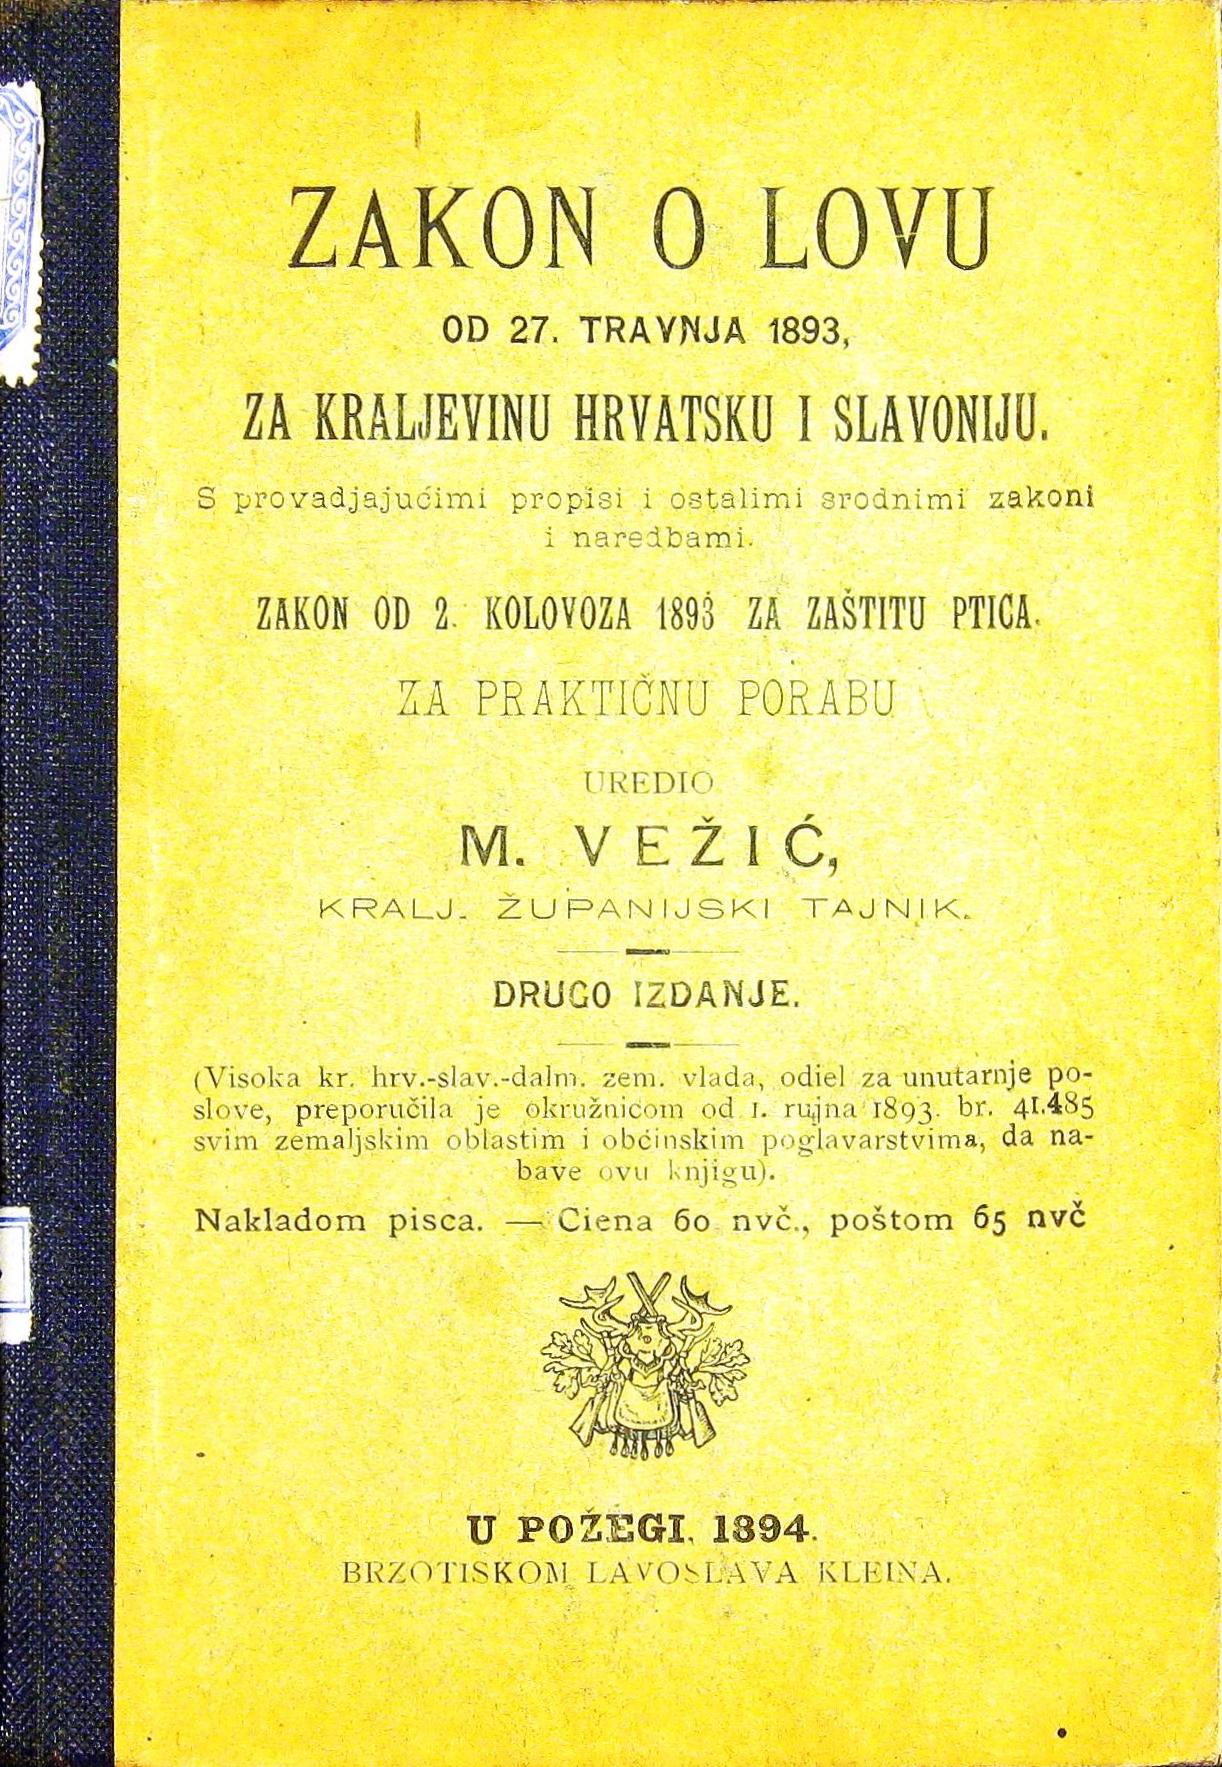 ZAKON O LOVU
OD 27. TRAVNJA 1893,
ZA KRALJEVINU HRVATSKU I SLAVONIJU.
S provadjajućimi propisi i ostalimi srodnimi zakoni
i naredbami.
ZAKON OD 2. KOLOVOZA 1893 ZA ZAŠTITU PTICA.
ZA PRAKTIČNU PORABU
UREDIO
M. VEŽIĆ,
KRALJ. ŽUPANIJSKI TAJNIK.
DRUGO IZDANJE.
(Visoka kr. hrv.-slav.-dalm. zem. vlada, odiel za unutarnje po-
slove, preporučila je okružnicom od 1. rujna 1893. br. 41.485
svim zemaljskim oblastim i obćinskim poglavarstvima, da na-
bave ovu knjigu).
Nakladom pisca. — Ciena 60 nvč., poštom 65 nvč
U POŽEGI, 1894.
BRZOTISKOM LAVOSLAVA KLEINA.